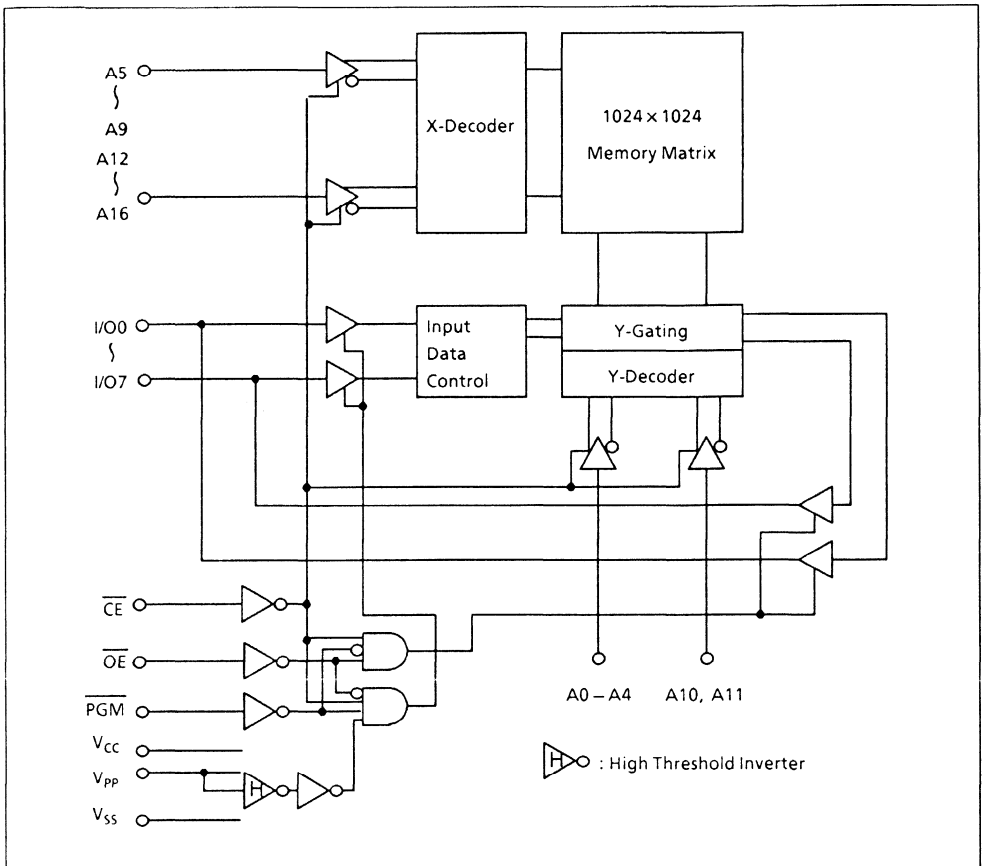 A5
A9
A12
A16
X-Decoder
1024 × 1024
Memory Matrix
I/O0
I/O7
Input
Data
Control
Y-Gating
Y-Decoder
CE
OE
PGM
VCC
VPP
VSS
H
A0 – A4
A10, A11
H : High Threshold Inverter